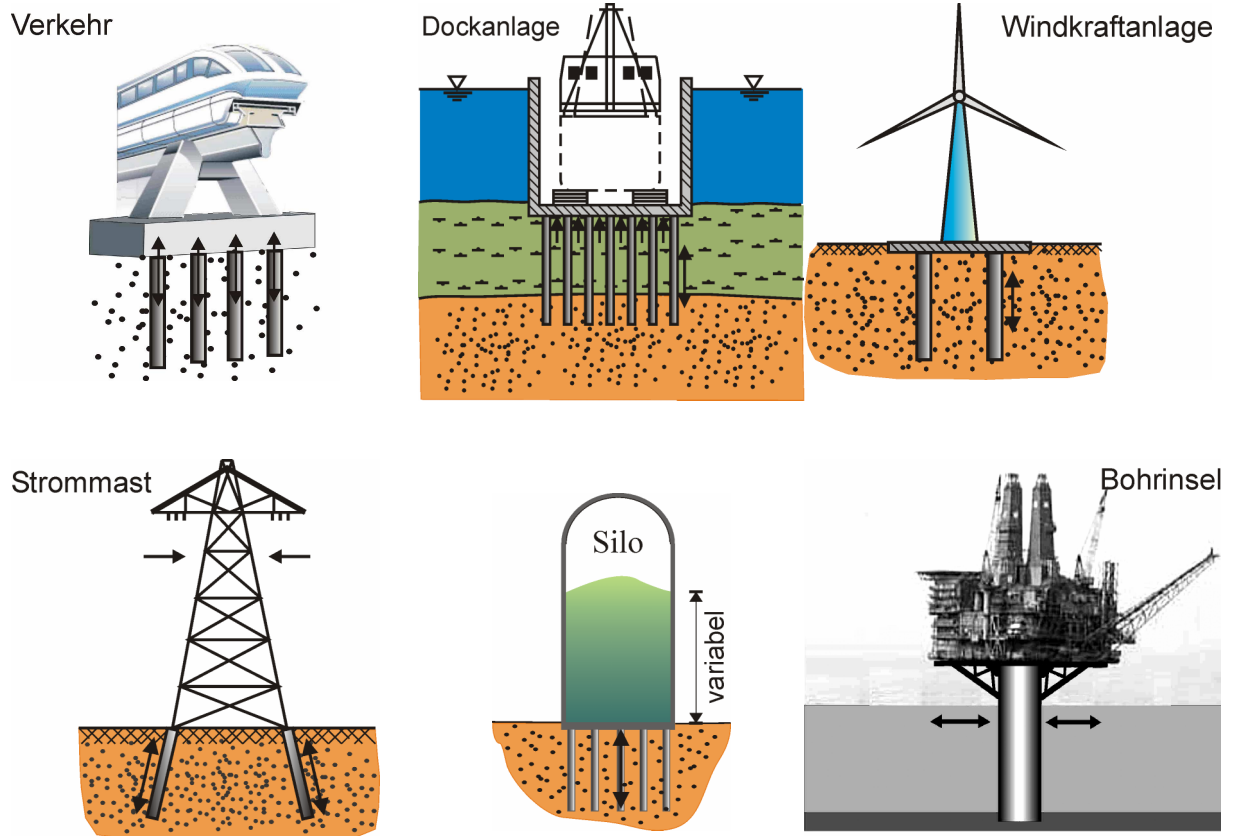 Verkehr
Dockanlage
Windkraftanlage
Strommast
Silo
variabel
Bohrinsel